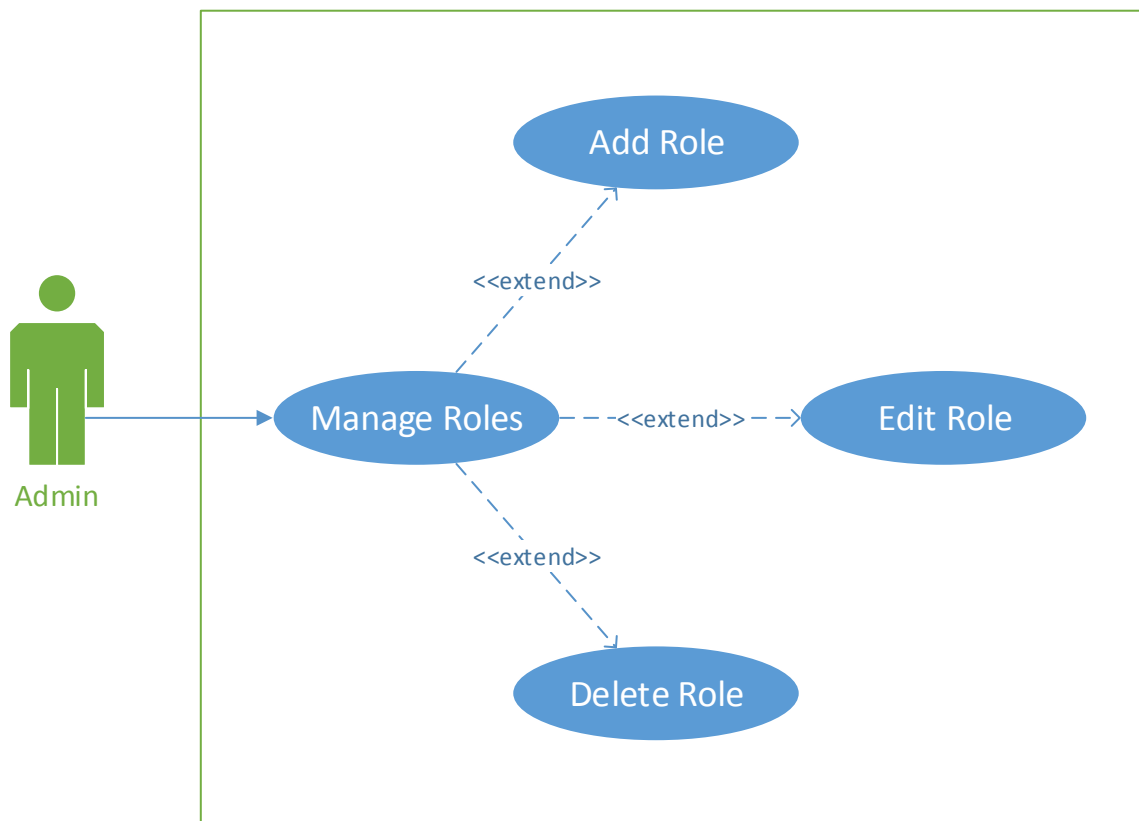 Add Role
<<extend>>
Manage Roles
<<extend>>
Edit Role
Admin
<<extend>>
Delete Role